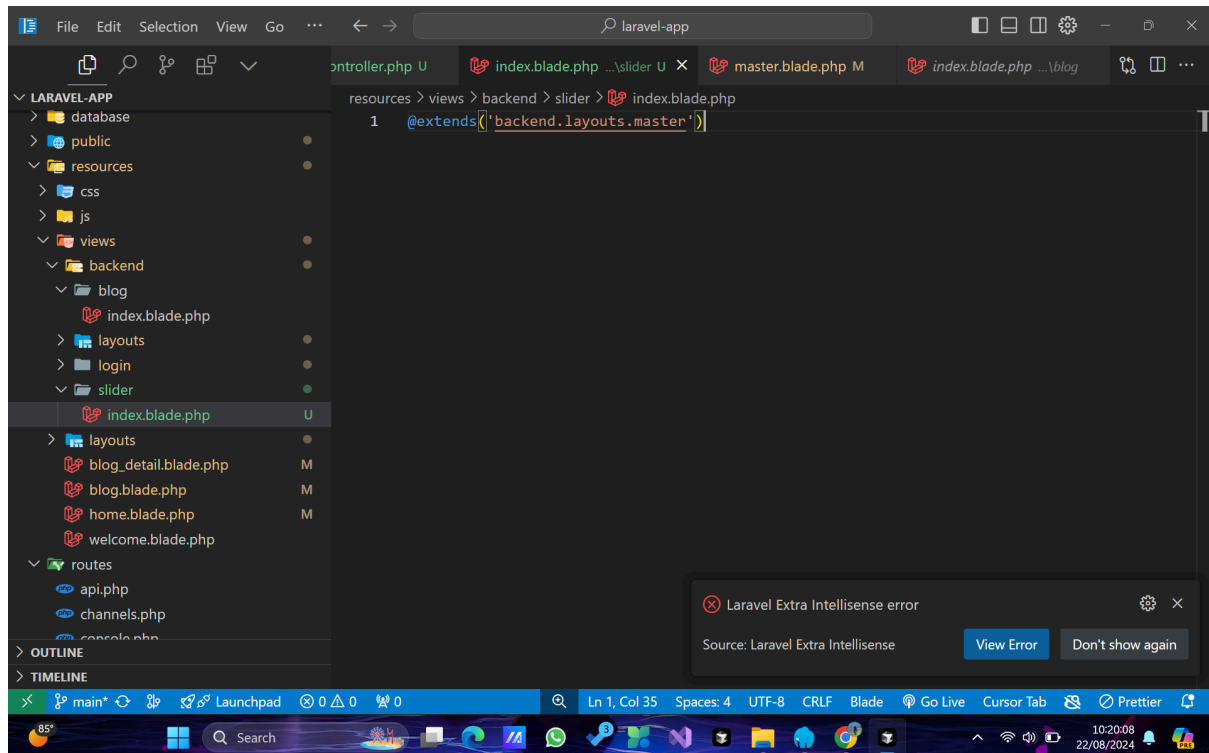 File Edit Selection View Go ··· laravel-app
ontroller.php U index.blade.php ...\slider U master.blade.php M index.blade.php ...\blog
LARAVEL-APP
database
public
resources
css
js
views
backend
blog
index.blade.php
layouts
login
slider
index.blade.php U
layouts
blog_detail.blade.php M
blog.blade.php M
home.blade.php M
welcome.blade.php
routes
api.php
channels.php
console.php
OUTLINE
TIMELINE
resources > views > backend > slider > index.blade.php
1 @extends('backend.layouts.master')
Laravel Extra Intellisense error
Source: Laravel Extra Intellisense View Error Don't show again
main* Launchpad 0 0 0 Ln 1, Col 35 Spaces: 4 UTF-8 CRLF Blade Go Live Cursor Tab Prettier
85° Search 3 10:20:08
22/08/2024 PRE